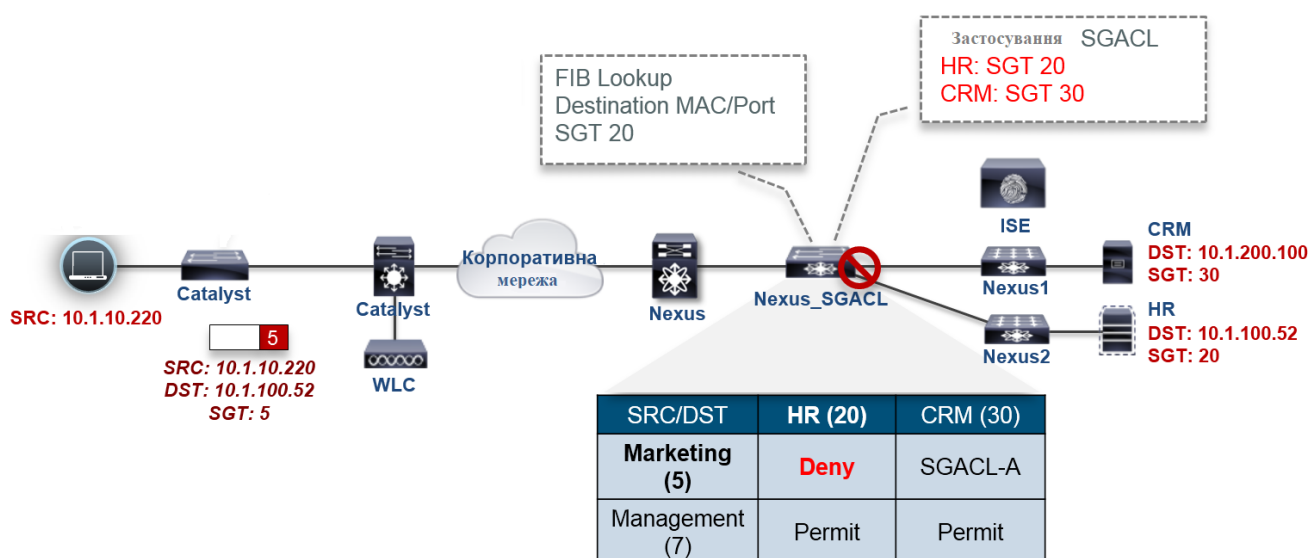 Застосування SGACL
HR: SGT 20
CRM: SGT 30
FIB Lookup
Destination MAC/Port
SGT 20
ISE
CRM
DST: 10.1.200.100
SGT: 30
Корпоративна
мережа
SRC: 10.1.10.220
Catalyst
Catalyst
Nexus
Nexus_SGACL
Nexus1
HR
DST: 10.1.100.52
SGT: 20
Nexus2
5
SRC: 10.1.10.220
DST: 10.1.100.52
SGT: 5
WLC
SRC/DST HR (20) CRM (30)
Marketing
(5) Deny SGACL-A
Management
(7) Permit Permit